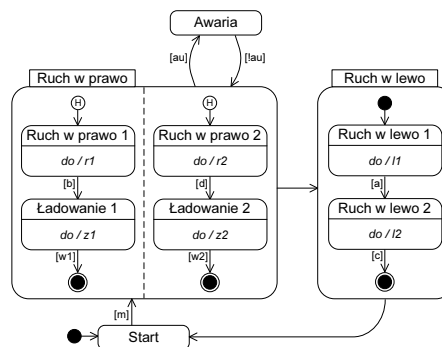 Awaria
[au]
[!au]
Ruch w prawo
Ruch w lewo
H
H
Ruch w prawo 1
do / r1
Ruch w prawo 2
do / r2
Ruch w lewo 1
do / l1
[b]
[d]
[a]
Ładowanie 1
do / z1
Ładowanie 2
do / z2
Ruch w lewo 2
do / l2
[w1]
[w2]
[c]
[m]
Start